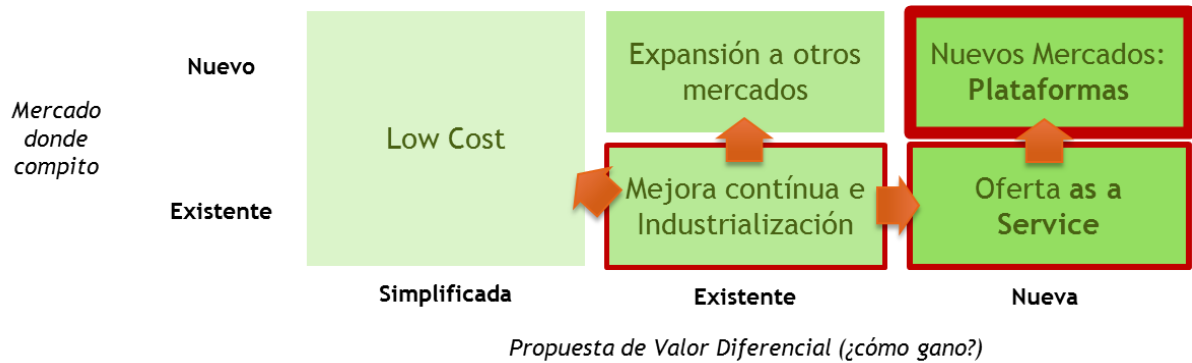 Nuevo
Expansión a otros
mercados
Nuevos Mercados:
Plataformas
Mercado
donde
compito
Low Cost
Existente
Mejora contínua e
Industrialización
Oferta as a
Service
Simplificada
Existente
Nueva
Propuesta de Valor Diferencial (¿cómo gano?)